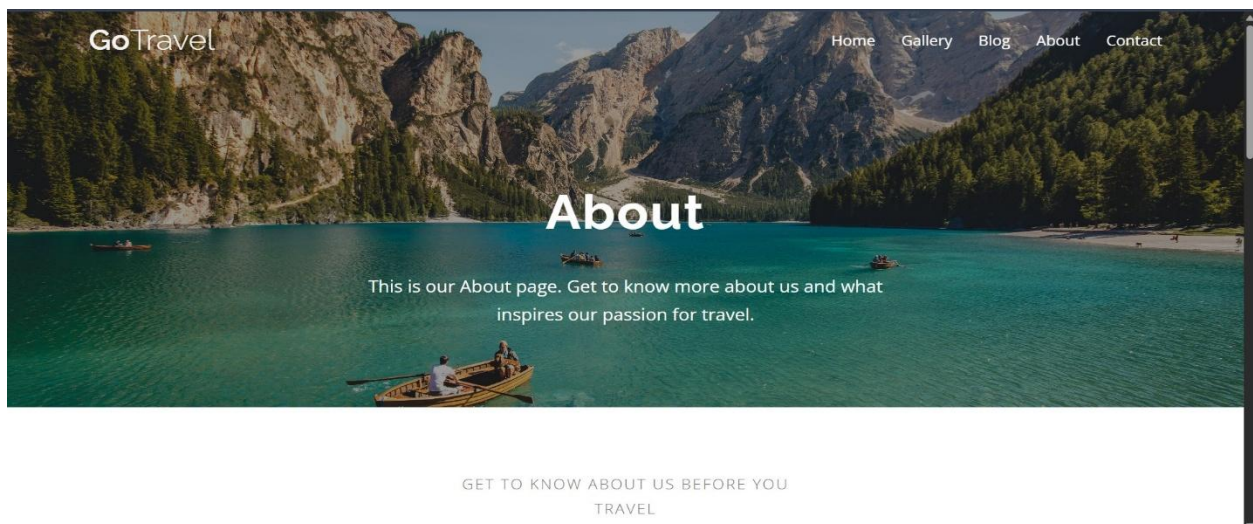 GoTravel
Home Gallery Blog About Contact
About
This is our About page. Get to know more about us and what
inspires our passion for travel.
GET TO KNOW ABOUT US BEFORE YOU
TRAVEL